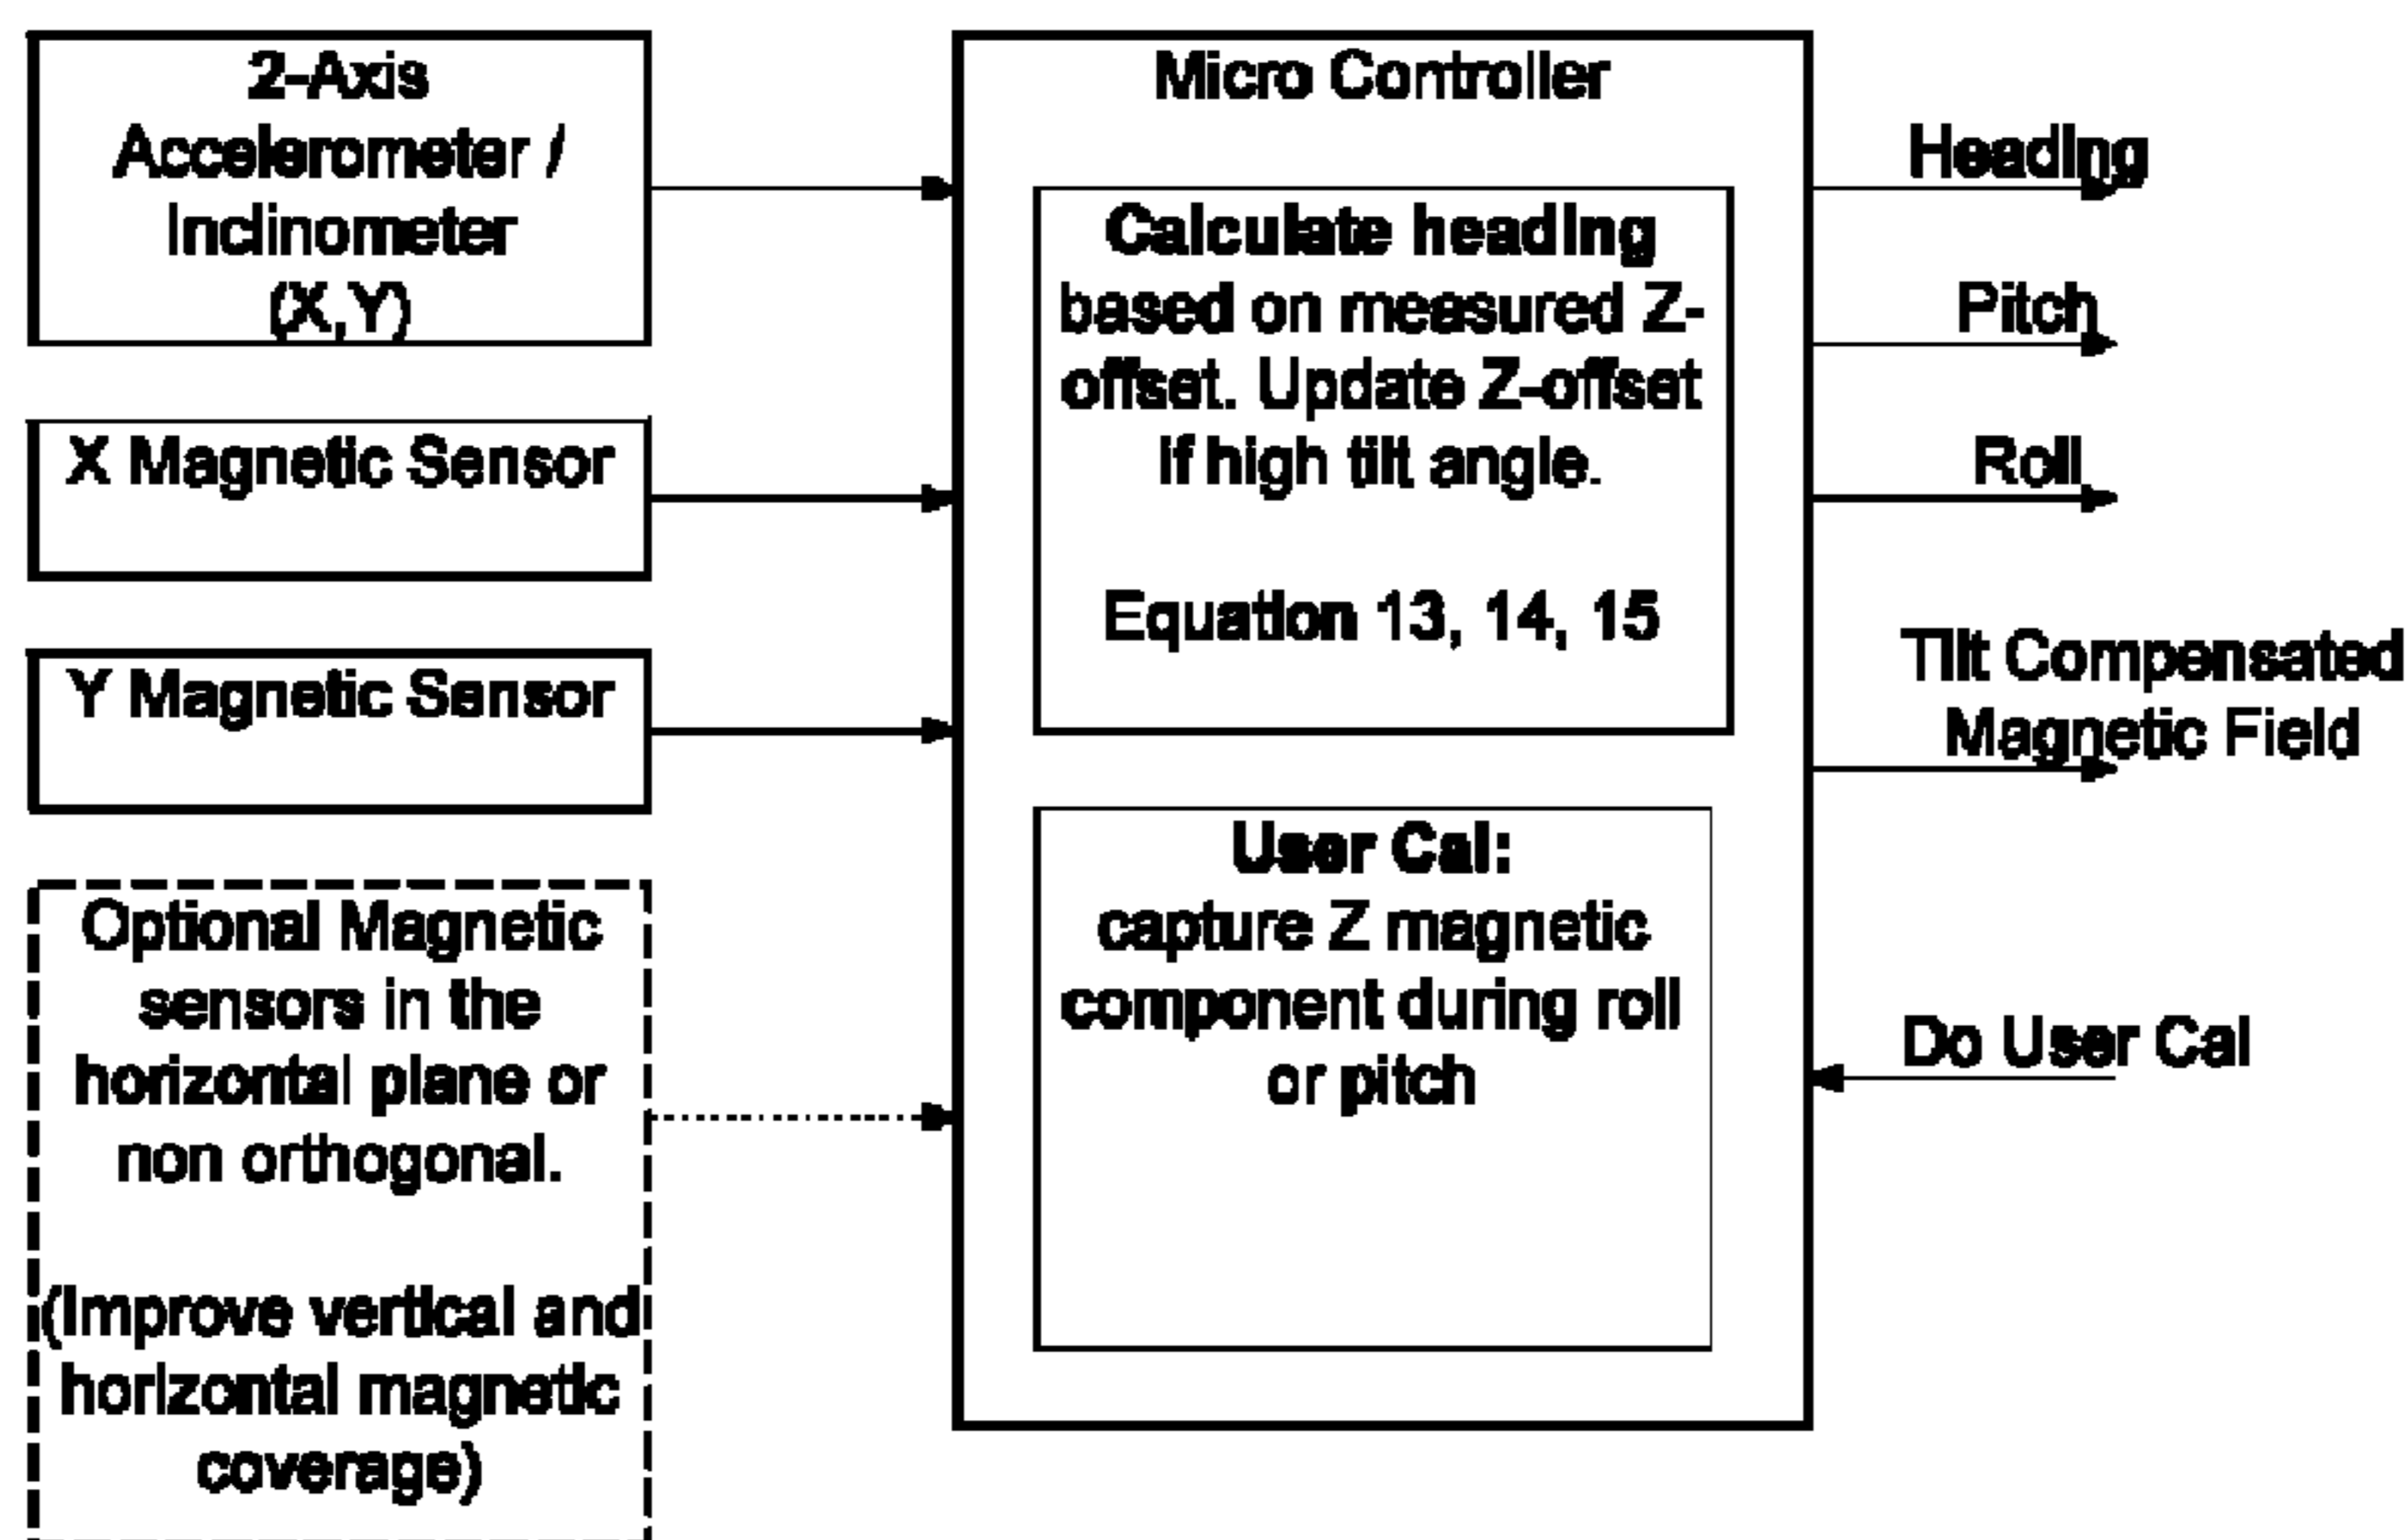 2-Axis
Accelerometer /
Inclinometer
(X,Y)
X Magnetic Sensor
Y Magnetic Sensor
Optional Magnetic
sensors in the
horizontal plane or
non orthogonal.
(Improve vertical and
horizontal magnetic
coverage)
Micro Controller
Calculate heading
based on measured Z-
offset. Update Z-offset
if high tilt angle.
Equation 13, 14, 15
User Cal:
capture Z magnetic
component during roll
or pitch
Heading
Pitch
Roll
Tilt Compensated
Magnetic Field
Do User Cal